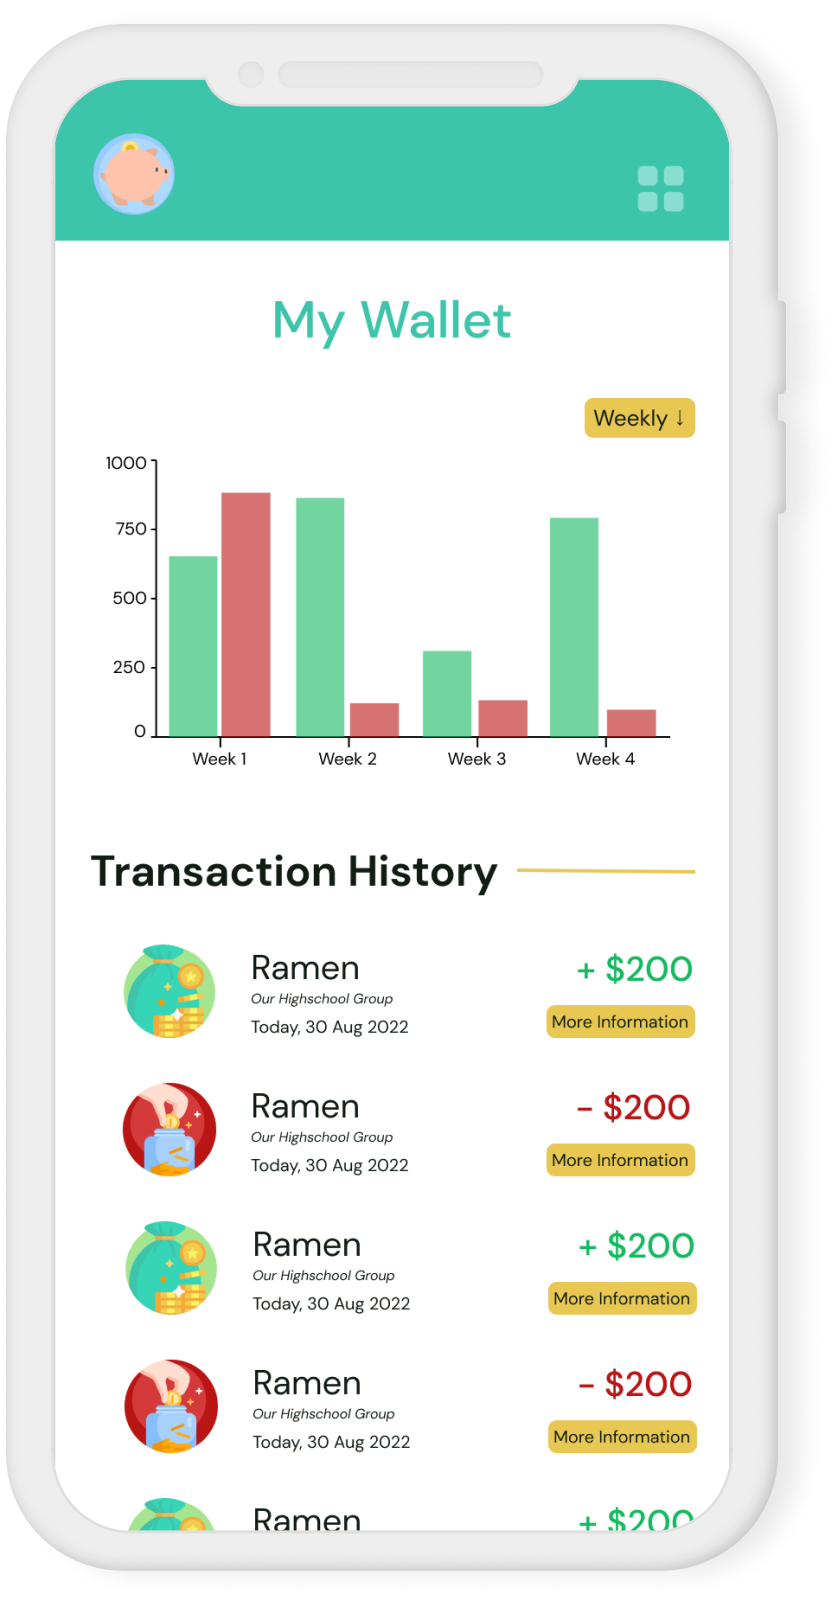 My Wallet
Weekly ↓
1000
750
500
250
0
Week 1 Week 2 Week 3 Week 4
Transaction History
Ramen + $200
Our Highschool Group
Today, 30 Aug 2022 More Information
Ramen - $200
Our Highschool Group
Today, 30 Aug 2022 More Information
Ramen + $200
Our Highschool Group
Today, 30 Aug 2022 More Information
Ramen - $200
Our Highschool Group
Today, 30 Aug 2022 More Information
Ramen + $200